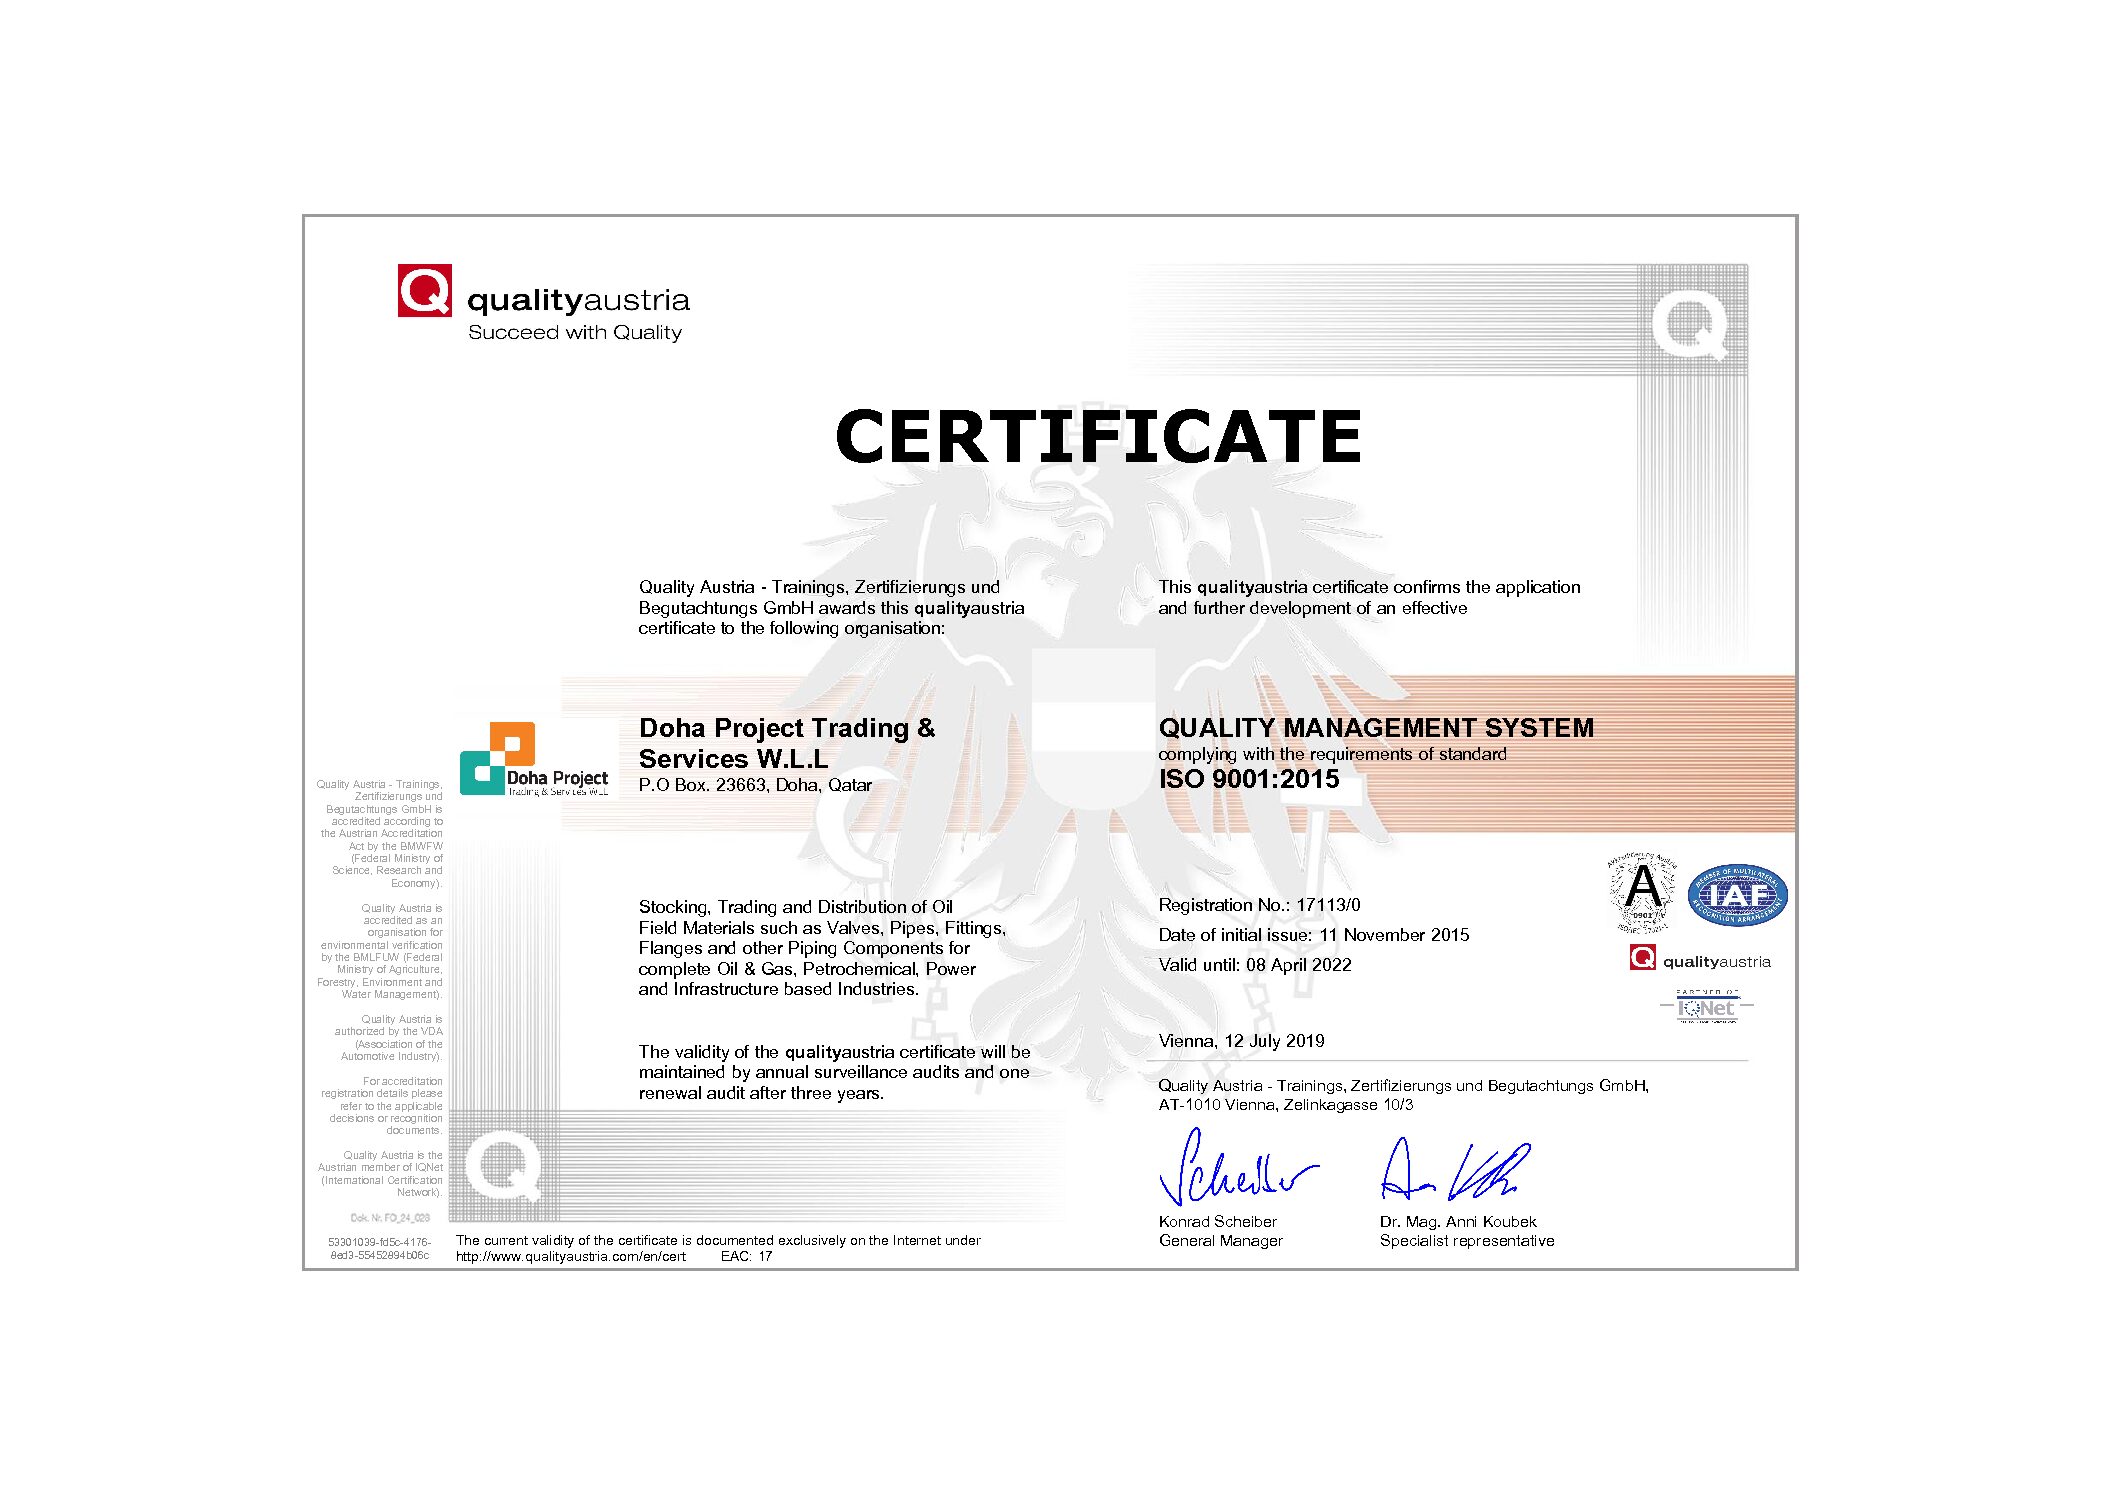 qualityaustria
Succeed with Quality
CERTIFICATE
Quality Austria - Trainings, Zertifizierungs und
Begutachtungs GmbH awards this qualityaustria
certificate to the following organisation:
This qualityaustria certificate confirms the application
and further development of an effective
Doha Project
Trading & Services W.L.L
Doha Project Trading &
Services W.L.L
P.O Box. 23663, Doha, Qatar
QUALITY MANAGEMENT SYSTEM
complying with the requirements of standard
ISO 9001:2015
Quality Austria - Trainings,
Zertifizierungs und
Begutachtungs GmbH is
accredited according to
the Austrian Accreditation
Act by the BMWFW
(Federal Ministry of
Science, Research and
Economy).
Quality Austria is
accredited as an
organisation for
environmental verification
by the BMLFUW (Federal
Ministry of Agriculture,
Forestry, Environment and
Water Management).
Quality Austria is
authorized by the VDA
(Association of the
Automotive Industry).
For accreditation
registration details please
refer to the applicable
decisions or recognition
documents.
Quality Austria is the
Austrian member of IQNet
(International Certification
Network).
Dok. Nr. FO_24_028
53301039-fd5c-4176-
8ed3-55452894b06c
Stocking, Trading and Distribution of Oil
Field Materials such as Valves, Pipes, Fittings,
Flanges and other Piping Components for
complete Oil & Gas, Petrochemical, Power
and Infrastructure based Industries.
The validity of the qualityaustria certificate will be
maintained by annual surveillance audits and one
renewal audit after three years.
Registration No.: 17113/0
Date of initial issue: 11 November 2015
Valid until: 08 April 2022
Akkreditierung Austria
A
0901
MEMBER OF MULTILATERAL
IAF
RECOGNITION ARRANGEMENT
qualityaustria
PARTNER OF
IQNet
Vienna, 12 July 2019
Quality Austria - Trainings, Zertifizierungs und Begutachtungs GmbH,
AT-1010 Vienna, Zelinkagasse 10/3
Konrad Scheiber
General Manager
Dr. Mag. Anni Koubek
Specialist representative
The current validity of the certificate is documented exclusively on the Internet under
http://www.qualityaustria.com/en/cert EAC: 17